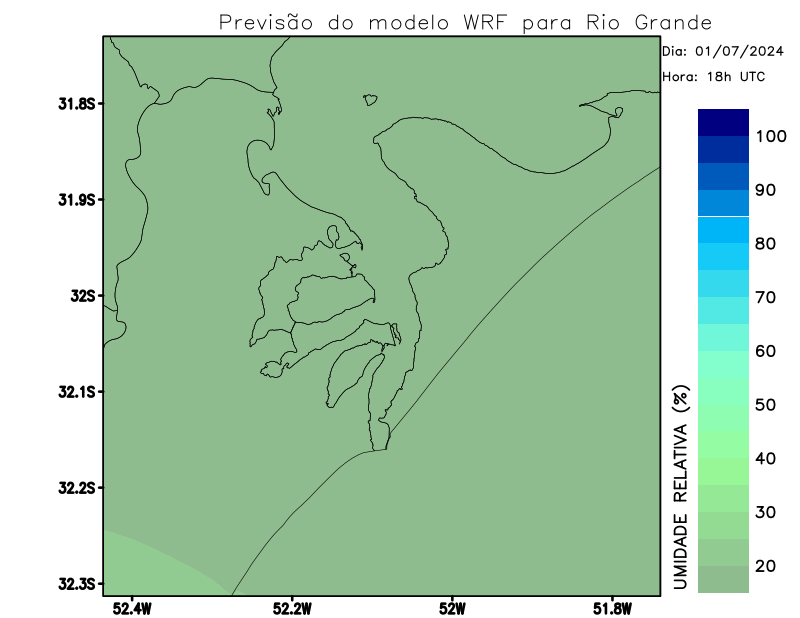 Previsão do modelo WRF para Rio Grande
Dia: 01/07/2024
Hora: 18h UTC
31.8S
31.9S
32S
32.1S
32.2S
32.3S
52.4W
52.2W
52W
51.8W
UMIDADE RELATIVA (%)
100
90
80
70
60
50
40
30
20